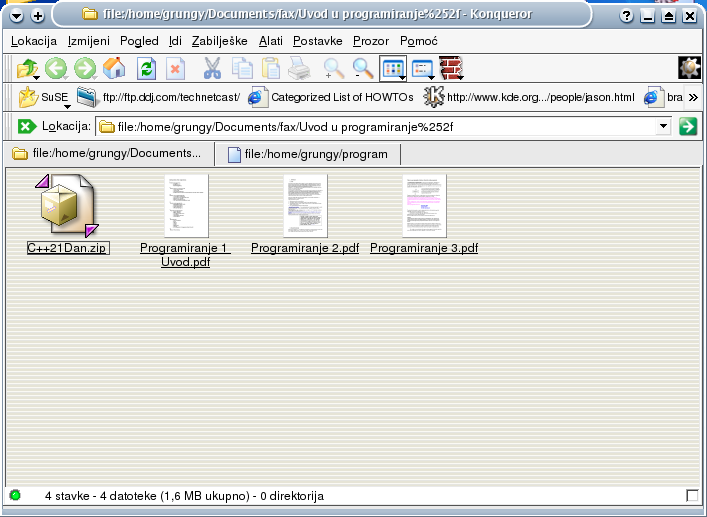 file:/home/grungy/Documents/fax/Uvod u programiranje%252f - Konqueror
Lokacija Izmijeni Pogled Idi Zabilješke Alati Postavke Prozor Pomoć
SuSE ftp://ftp.ddj.com/technetcast/ Categorized List of HOWTOs http://www.kde.org.../people/jason.html bra »
Lokacija: file:/home/grungy/Documents/fax/Uvod u programiranje%252f
file:/home/grungy/Documents... file:/home/grungy/program
C++21Dan.zip Programiranje 1 Programiranje 2.pdf Programiranje 3.pdf
Uvod.pdf
4 stavke - 4 datoteke (1,6 MB ukupno) - 0 direktorija